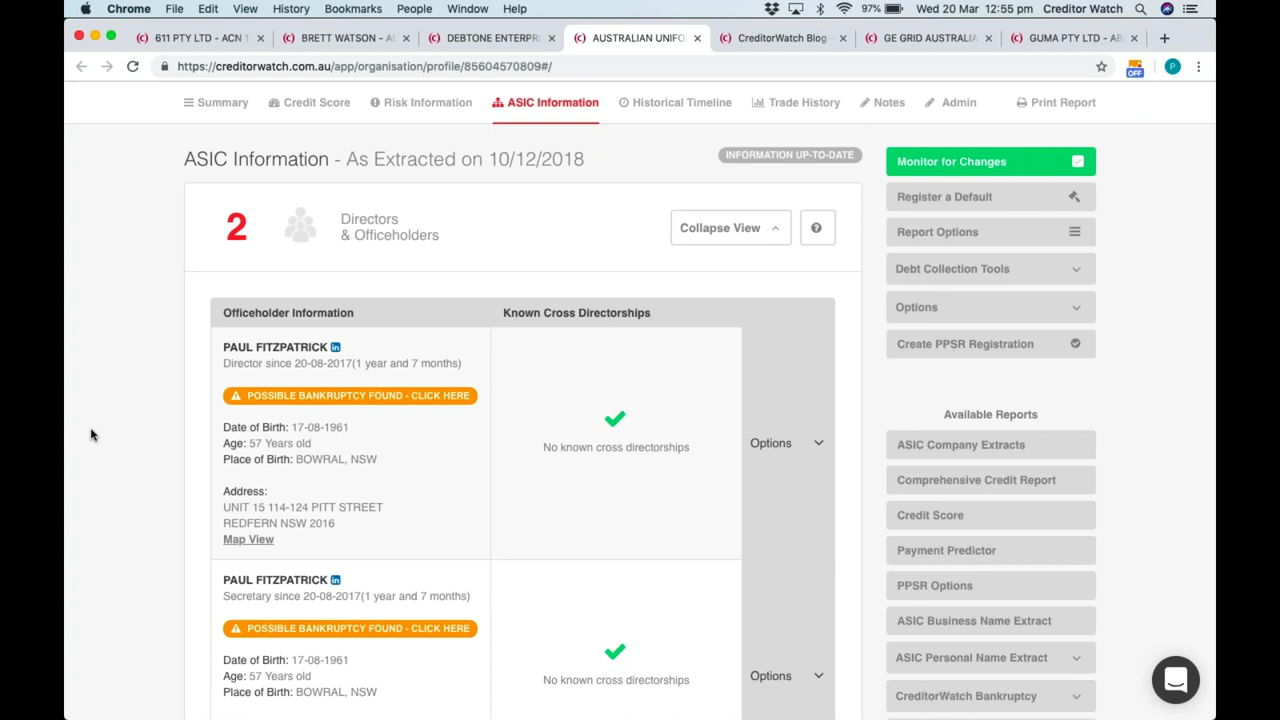 Chrome File Edit View History Bookmarks People Window Help 97% Wed 20 Mar 12:55 pm Creditor Watch
611 PTY LTD - ACN 1 × BRETT WATSON - AL × DEBTONE ENTERPRI × AUSTRALIAN UNIFO × CreditorWatch Blog - × GE GRID AUSTRALIA × GUMA PTY LTD - AB × +
https://creditorwatch.com.au/app/organisation/profile/85604570809#/ OFF P
Summary Credit Score Risk Information ASIC Information Historical Timeline Trade History Notes Admin Print Report
ASIC Information - As Extracted on 10/12/2018 INFORMATION UP-TO-DATE
2 Directors
& Officeholders
Collapse View ?
Officeholder Information Known Cross Directorships
PAUL FITZPATRICK in
Director since 20-08-2017(1 year and 7 months)
POSSIBLE BANKRUPTCY FOUND - CLICK HERE
Date of Birth: 17-08-1961
Age: 57 Years old
Place of Birth: BOWRAL, NSW
Address:
UNIT 15 114-124 PITT STREET
REDFERN NSW 2016
Map View
No known cross directorships
Options
PAUL FITZPATRICK in
Secretary since 20-08-2017(1 year and 7 months)
POSSIBLE BANKRUPTCY FOUND - CLICK HERE
Date of Birth: 17-08-1961
Age: 57 Years old
Place of Birth: BOWRAL, NSW
No known cross directorships
Options
Monitor for Changes
Register a Default
Report Options
Debt Collection Tools
Options
Create PPSR Registration
Available Reports
ASIC Company Extracts
Comprehensive Credit Report
Credit Score
Payment Predictor
PPSR Options
ASIC Business Name Extract
ASIC Personal Name Extract
CreditorWatch Bankruptcy